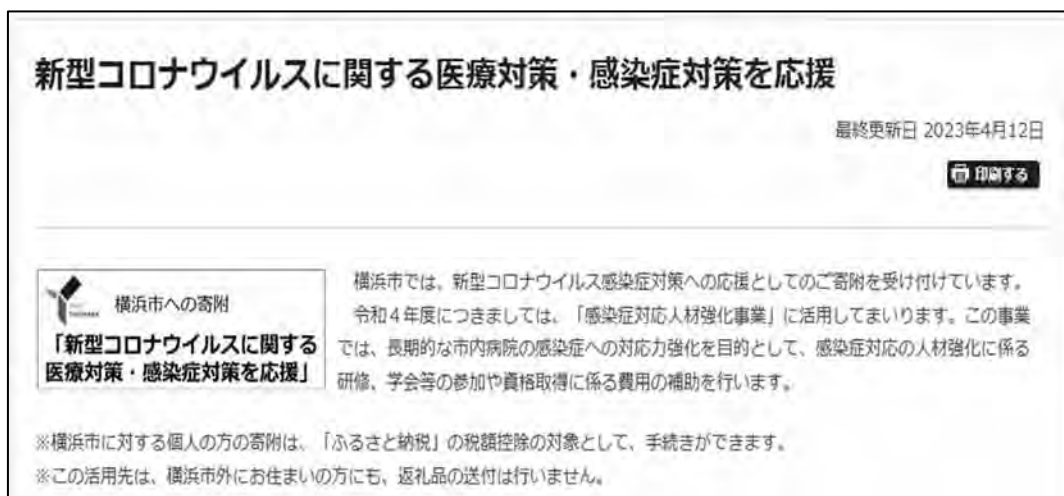 新型コロナウイルスに関する医療対策・感染症対策を応援
最終更新日 2023年4月12日
印刷する
横浜市への寄附
「新型コロナウイルスに関する
医療対策・感染症対策を応援」
横浜市では、新型コロナウイルス感染症対策への応援としてのご寄附を受け付けています。
令和4年度につきましては、「感染症対応人材強化事業」に活用してまいります。この事業
では、長期的な市内病院の感染症への対応力強化を目的として、感染症対応の人材強化に係る
研修、学会等の参加や資格取得に係る費用の補助を行います。
※横浜市に対する個人の方の寄附は、「ふるさと納税」の税額控除の対象として、手続きができます。
※この活用先は、横浜市外にお住まいの方にも、返礼品の送付は行いません。